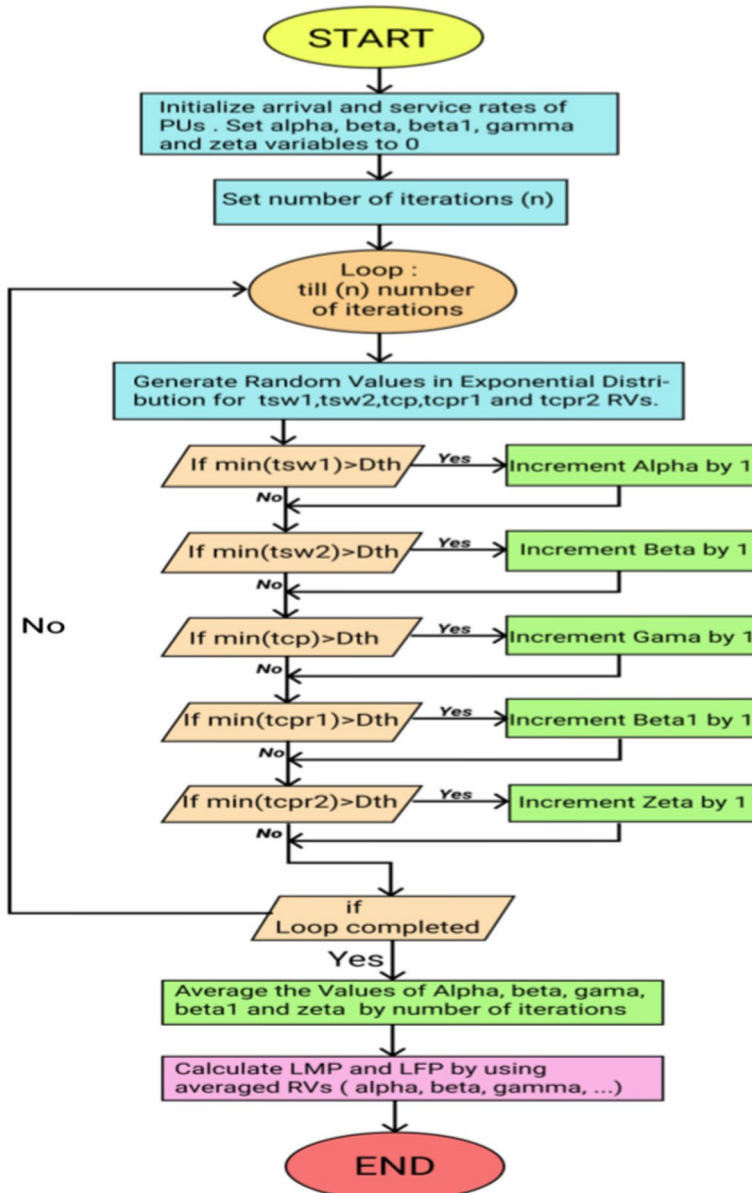 START
Initialize arrival and service rates of
PUs . Set alpha, beta, beta1, gamma
and zeta variables to 0
Set number of iterations (n)
Loop :
till (n) number
of iterations
Generate Random Values in Exponential Distri-
bution for tsw1,tsw2,tcp,tcpr1 and tcpr2 RVs.
If min(tsw1)>Dth
Yes
Increment Alpha by 1
No
If min(tsw2)>Dth
Yes
Increment Beta by 1
No
If min(tcp)>Dth
Yes
Increment Gama by 1
No
No
If min(tcpr1)>Dth
Yes
Increment Beta1 by 1
No
If min(tcpr2)>Dth
Yes
Increment Zeta by 1
No
if
Loop completed
Yes
Average the Values of Alpha, beta, gama,
beta1 and zeta by number of iterations
Calculate LMP and LFP by using
averaged RVs ( alpha, beta, gamma, ...)
END